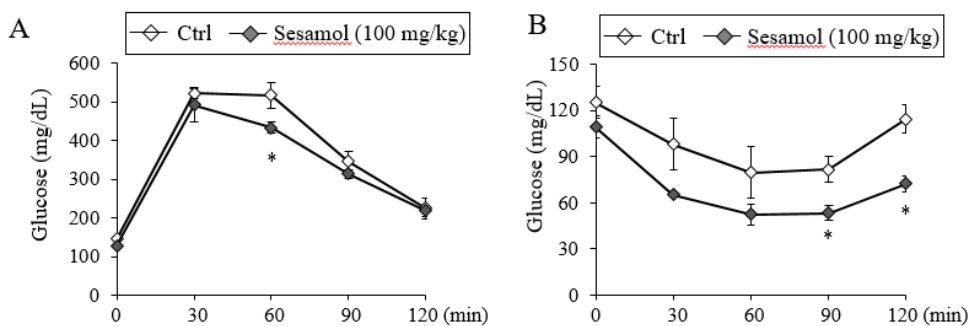 A
Ctrl
Sesamol (100 mg/kg)
Glucose (mg/dL)
600
500
400
300
200
100
0
0 30 60 90 120 (min)
*
B
Ctrl
Sesamol (100 mg/kg)
Glucose (mg/dL)
150
120
90
60
30
0
0 30 60 90 120 (min)
*
*